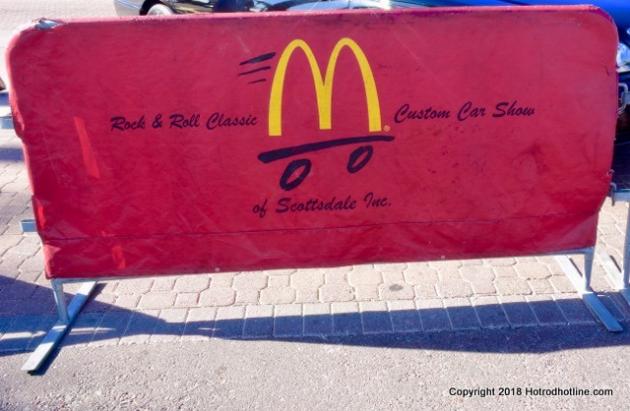 Rock & Roll Classic M® Custom Car Show
of Scottsdale Inc.
Copyright 2018 Hotrodhotline.com